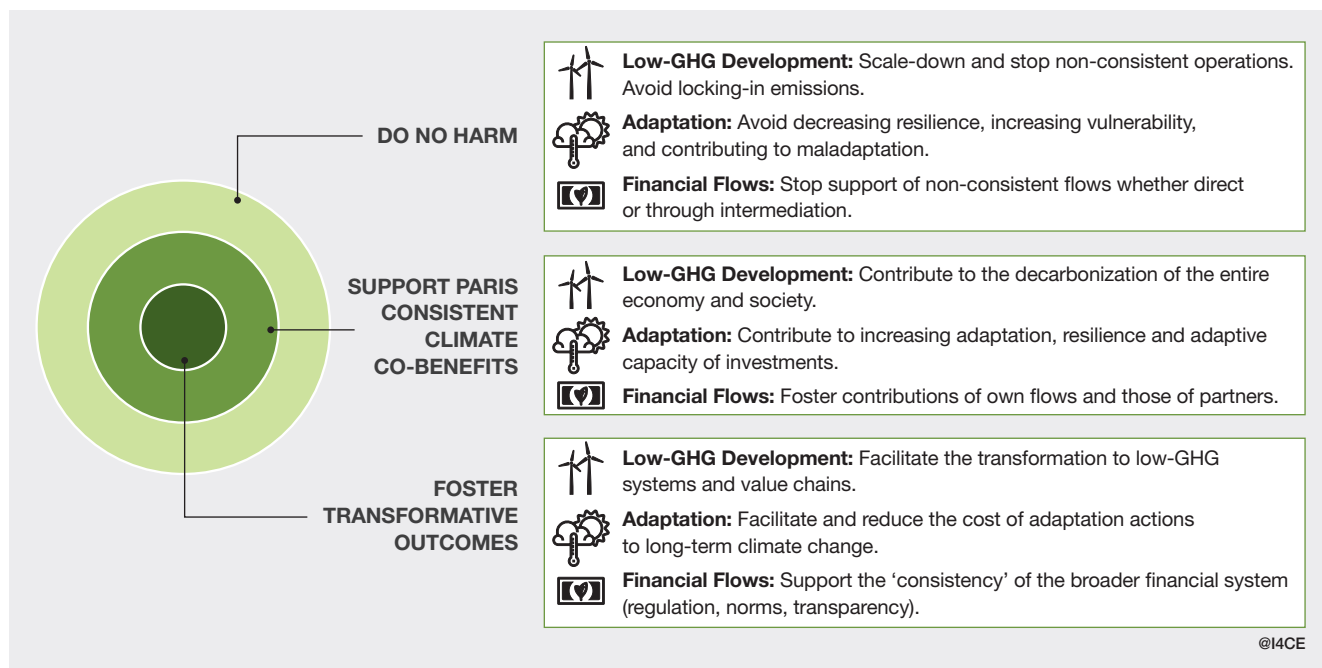 DO NO HARM
Low-GHG Development: Scale-down and stop non-consistent operations.
Avoid locking-in emissions.
Adaptation: Avoid decreasing resilience, increasing vulnerability,
and contributing to maladaptation.
Financial Flows: Stop support of non-consistent flows whether direct
or through intermediation.
SUPPORT PARIS
CONSISTENT
CLIMATE
CO-BENEFITS
Low-GHG Development: Contribute to the decarbonization of the entire
economy and society.
Adaptation: Contribute to increasing adaptation, resilience and adaptive
capacity of investments.
Financial Flows: Foster contributions of own flows and those of partners.
FOSTER
TRANSFORMATIVE
OUTCOMES
Low-GHG Development: Facilitate the transformation to low-GHG
systems and value chains.
Adaptation: Facilitate and reduce the cost of adaptation actions
to long-term climate change.
Financial Flows: Support the ‘consistency’ of the broader financial system
(regulation, norms, transparency).
@I4CE